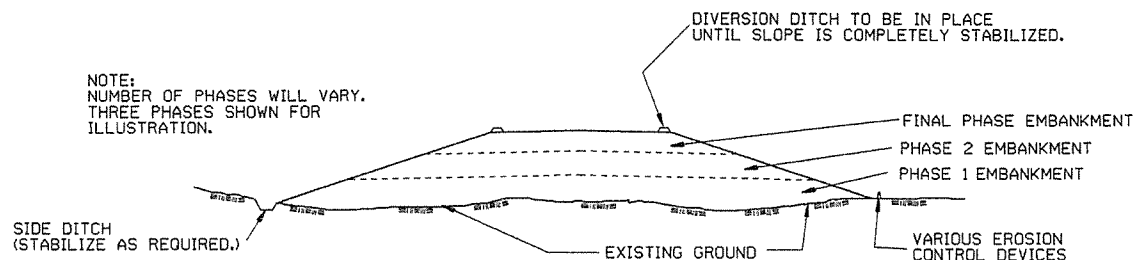 DIVERSION DITCH TO BE IN PLACE
UNTIL SLOPE IS COMPLETELY STABILIZED.
NOTE:
NUMBER OF PHASES WILL VARY.
THREE PHASES SHOWN FOR
ILLUSTRATION.
FINAL PHASE EMBANKMENT
PHASE 2 EMBANKMENT
PHASE 1 EMBANKMENT
SIDE DITCH
(STABILIZE AS REQUIRED.)
EXISTING GROUND
VARIOUS EROSION
CONTROL DEVICES